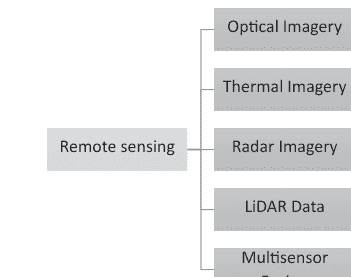 Optical Imagery
Thermal Imagery
Remote sensing
Radar Imagery
LiDAR Data
Multisensor